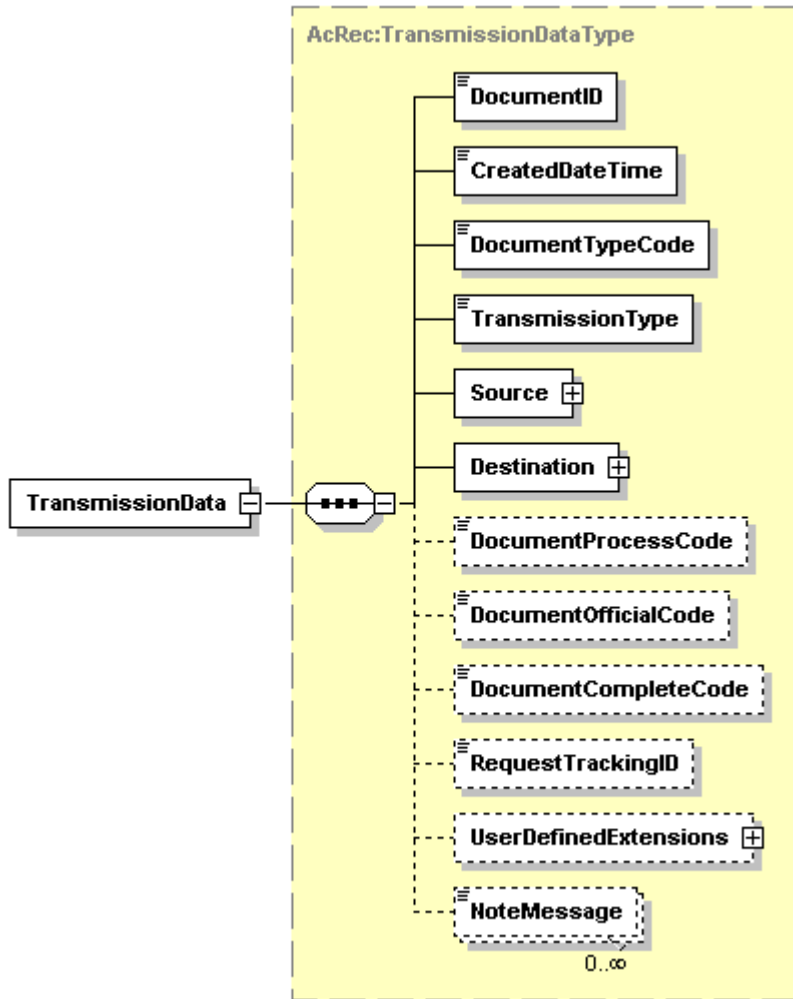 AcRec:TransmissionDataType
DocumentID
CreatedDateTime
DocumentTypeCode
TransmissionType
Source
Destination
TransmissionData
DocumentProcessCode
DocumentOfficialCode
DocumentCompleteCode
RequestTrackingID
UserDefinedExtensions
NoteMessage
0..∞